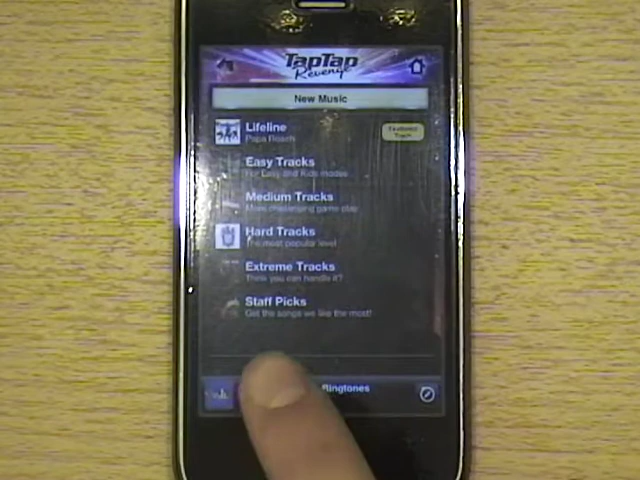 TapTap
Revenge
New Music
Lifeline
Papa Roach
Featured
Track
Easy Tracks
For Easy and Kids modes
Medium Tracks
More challenging game play
Hard Tracks
The most popular level
Extreme Tracks
Think you can handle it?
Staff Picks
Get the songs we like the most!
Ringtones